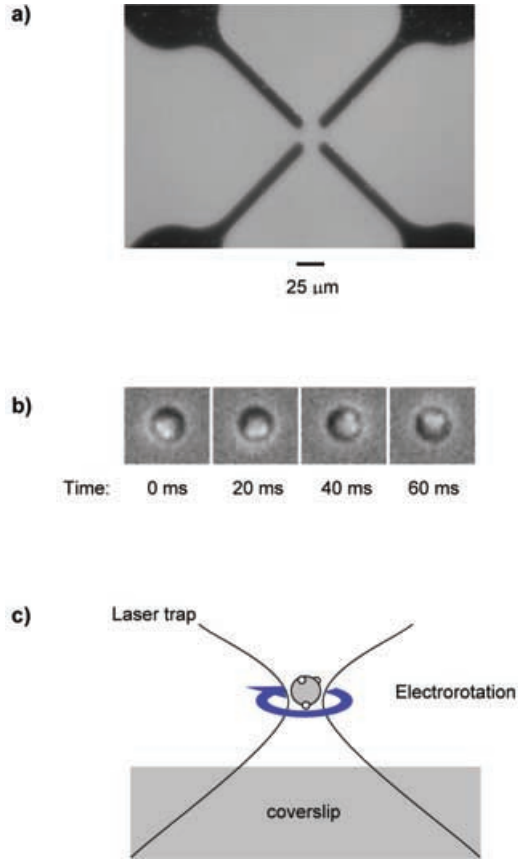 a)
25 μm
b)
Time: 0 ms 20 ms 40 ms 60 ms
c)
Laser trap
Electrorotation
coverslip